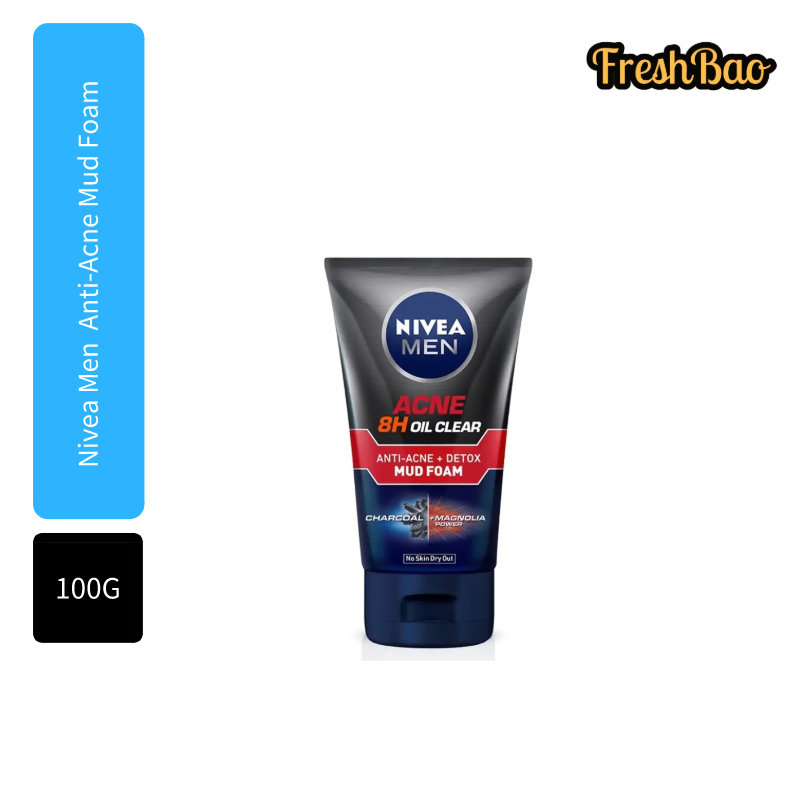 Nivea Men Anti-Acne Mud Foam
100G
FreshBao
NIVEA
MEN
ACNE
8H OIL CLEAR
ANTI-ACNE + DETOX
MUD FOAM
CHARCOAL +MAGNOLIA
POWER
No Skin Dry Out